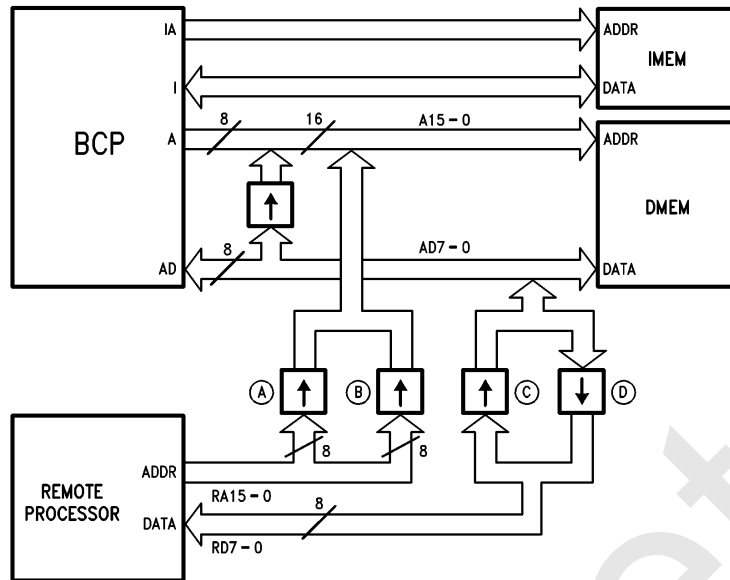 IA
ADDR
IMEM
I
DATA
BCP
8
16
A15-0
A
ADDR
DMEM
8
AD7-0
AD
DATA
A
B
C
D
REMOTE
PROCESSOR
ADDR
8
8
RA15-0
DATA
8
RD7-0